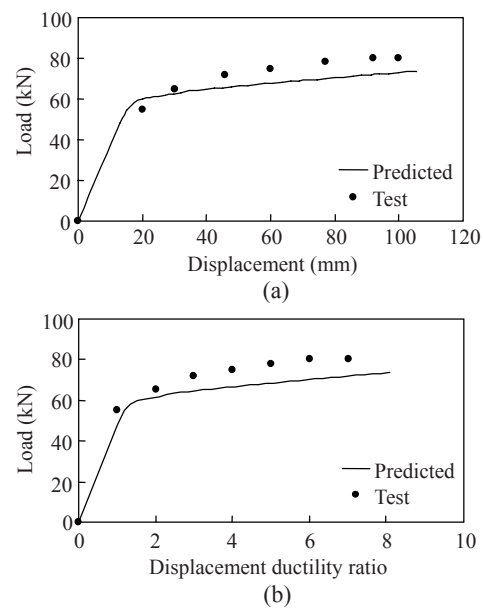 100
80
60
40
20
0
Load (kN)
Predicted
Test
0 20 40 60 80 100 120
Displacement (mm)
(a)
100
80
60
40
20
0
Load (kN)
Predicted
Test
0 2 4 6 8 10
Displacement ductility ratio
(b)